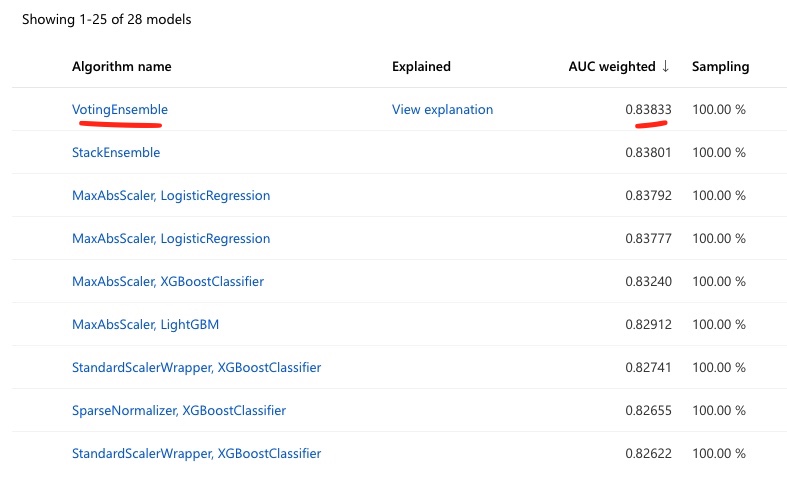 Showing 1-25 of 28 models
Algorithm name Explained AUC weighted ↓ Sampling
VotingEnsemble View explanation 0.83833 100.00 %
StackEnsemble 0.83801 100.00 %
MaxAbsScaler, LogisticRegression 0.83792 100.00 %
MaxAbsScaler, LogisticRegression 0.83777 100.00 %
MaxAbsScaler, XGBoostClassifier 0.83240 100.00 %
MaxAbsScaler, LightGBM 0.82912 100.00 %
StandardScalerWrapper, XGBoostClassifier 0.82741 100.00 %
SparseNormalizer, XGBoostClassifier 0.82655 100.00 %
StandardScalerWrapper, XGBoostClassifier 0.82622 100.00 %